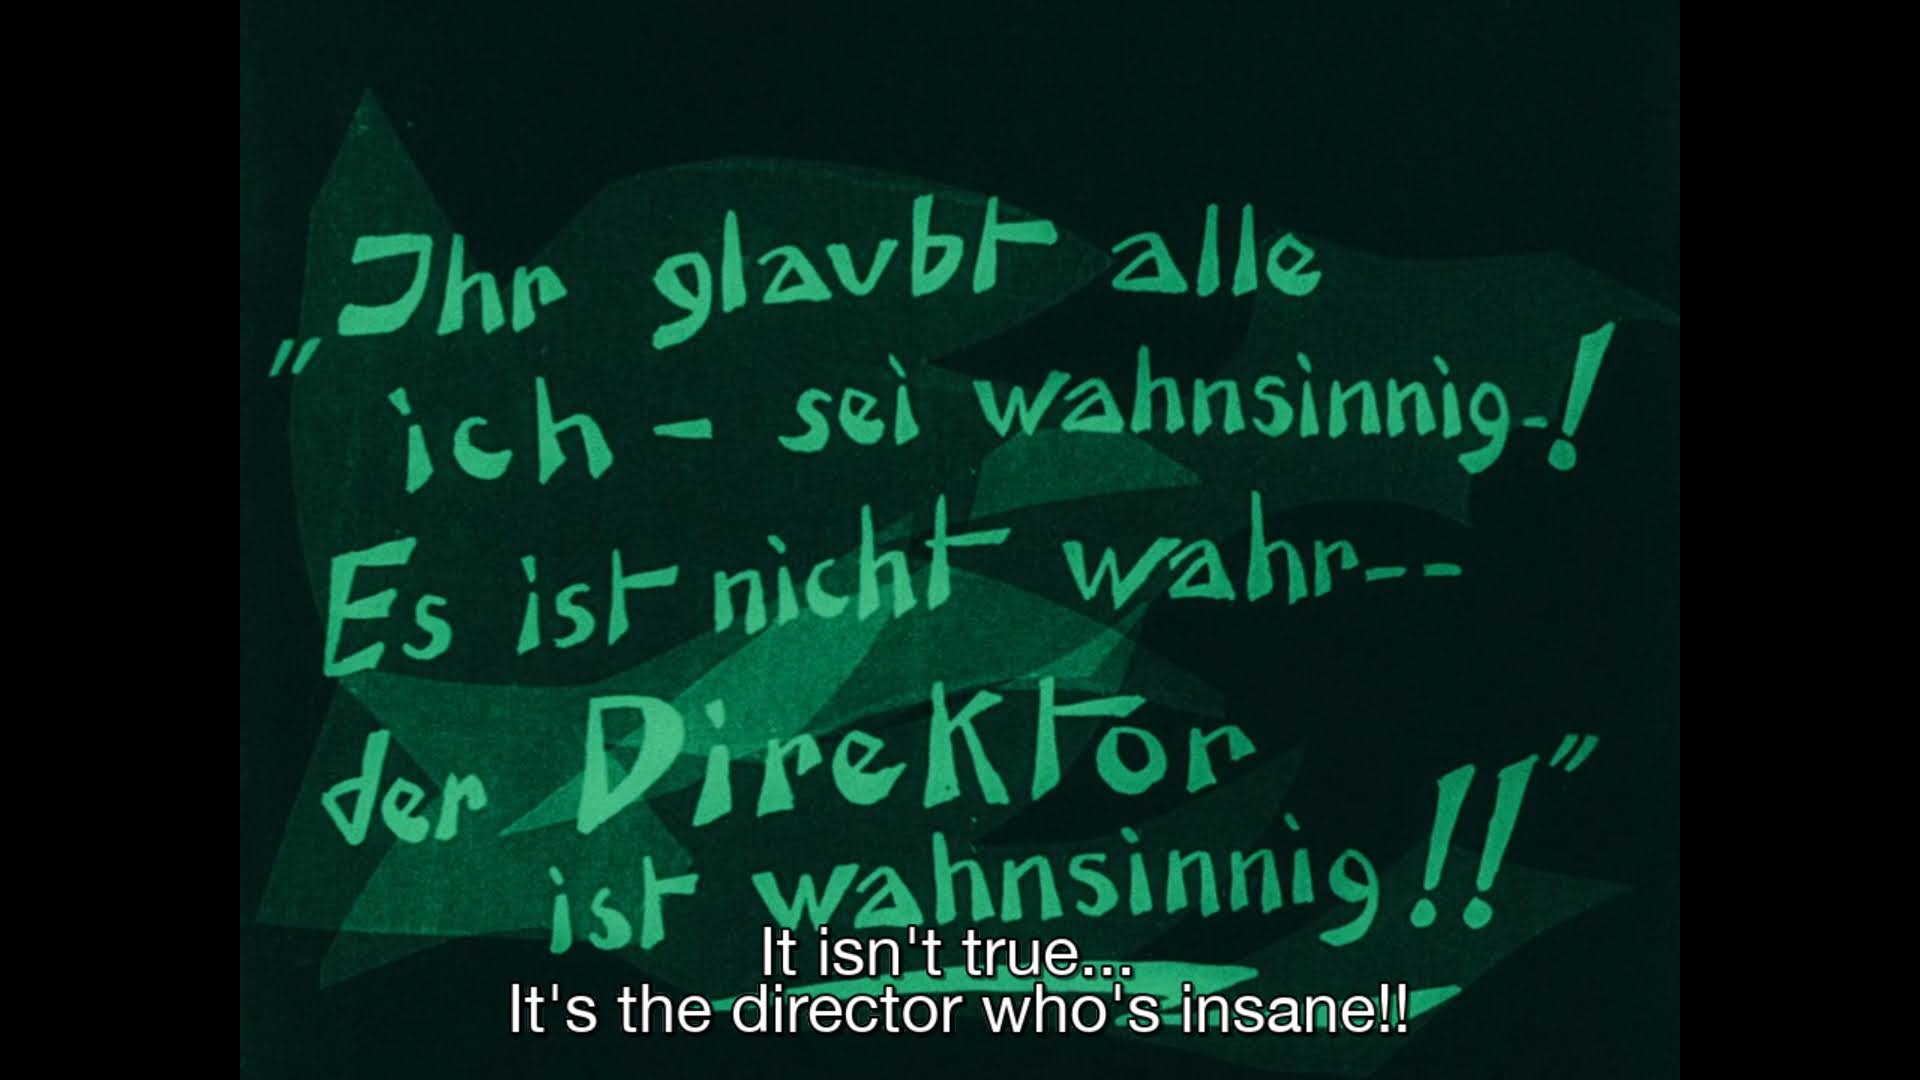 „Ihr glaubt alle
ich - sei wahnsinnig-!
Es ist nicht wahr--
der Direktor
ist wahnsinnig!!”
It isn't true...
It's the director who's insane!!